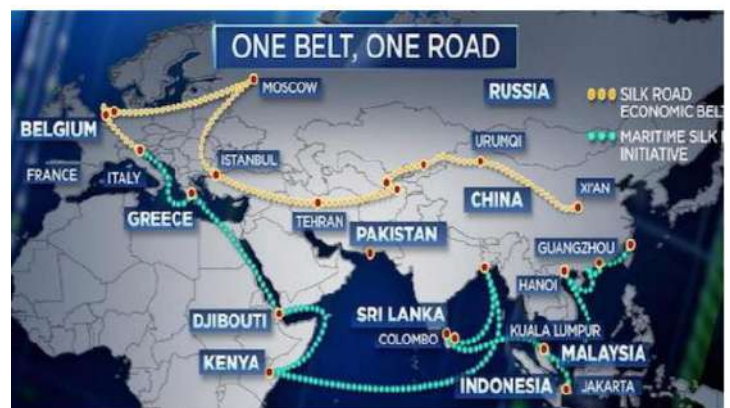 ONE BELT, ONE ROAD
MOSCOW
RUSSIA
SILK ROAD
ECONOMIC BELT
MARITIME SILK
INITIATIVE
BELGIUM
URUMQI
ISTANBUL
FRANCE
ITALY
XI'AN
CHINA
GREECE
TEHRAN
PAKISTAN
GUANGZHOU
HANOI
DJIBOUTI
SRI LANKA
COLOMBO
KUALA LUMPUR
KENYA
MALAYSIA
INDONESIA
JAKARTA